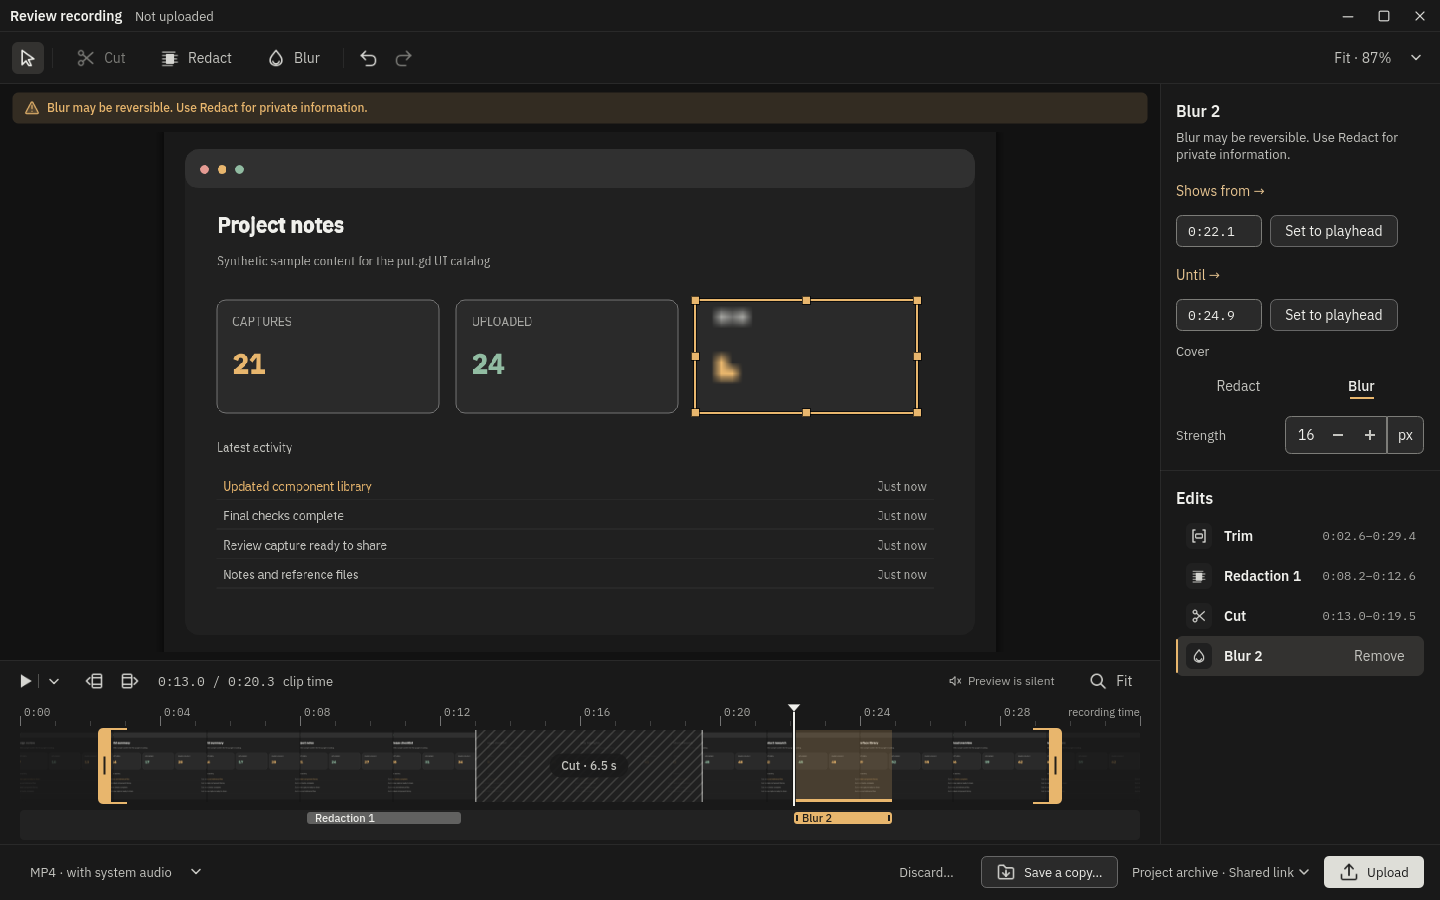 Review recording Not uploaded
Cut Redact Blur Fit · 87%
Blur may be reversible. Use Redact for private information.
Project notes
Synthetic sample content for the put.gd UI catalog
CAPTURES UPLOADED
21 24
Latest activity
Updated component library Just now
Final checks complete Just now
Review capture ready to share Just now
Notes and reference files Just now
Blur 2
Blur may be reversible. Use Redact for
private information.
Shows from →
0:22.1 Set to playhead
Until →
0:24.9 Set to playhead
Cover
Redact Blur
Strength 16 px
Edits
Trim 0:02.6–0:29.4
Redaction 1 0:08.2–0:12.6
Cut 0:13.0–0:19.5
Blur 2 Remove
0:13.0 / 0:20.3 clip time Preview is silent Fit
0:00 0:04 0:08 0:12 0:16 0:20 0:24 0:28 recording time
Cut · 6.5 s
Redaction 1 Blur 2
MP4 · with system audio Discard... Save a copy... Project archive · Shared link Upload